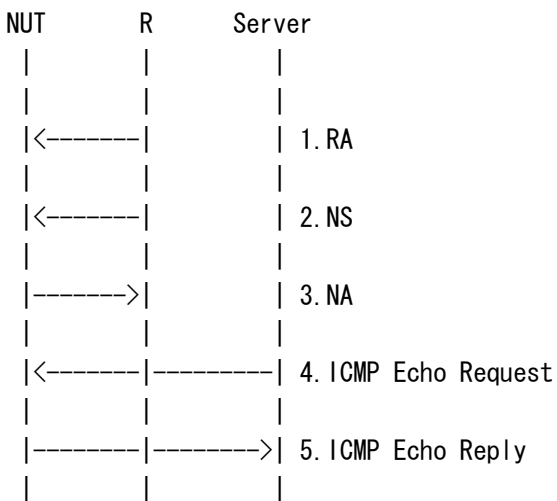 NUT R Server
| | |
| | |
|<-------| | 1.RA
| | |
|<-------| | 2.NS
| | |
|------->| | 3.NA
| | |
|<-------|---------| 4.ICMP Echo Request
| | |
|-------|-------->| 5.ICMP Echo Reply
| | |